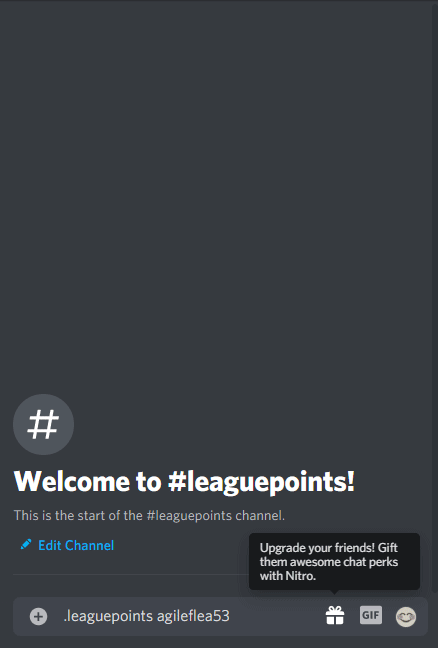 #
Welcome to #leaguepoints!
This is the start of the #leaguepoints channel.
Edit Channel
Upgrade your friends! Gift
them awesome chat perks
with Nitro.
.leaguepoints agileflea53
GIF